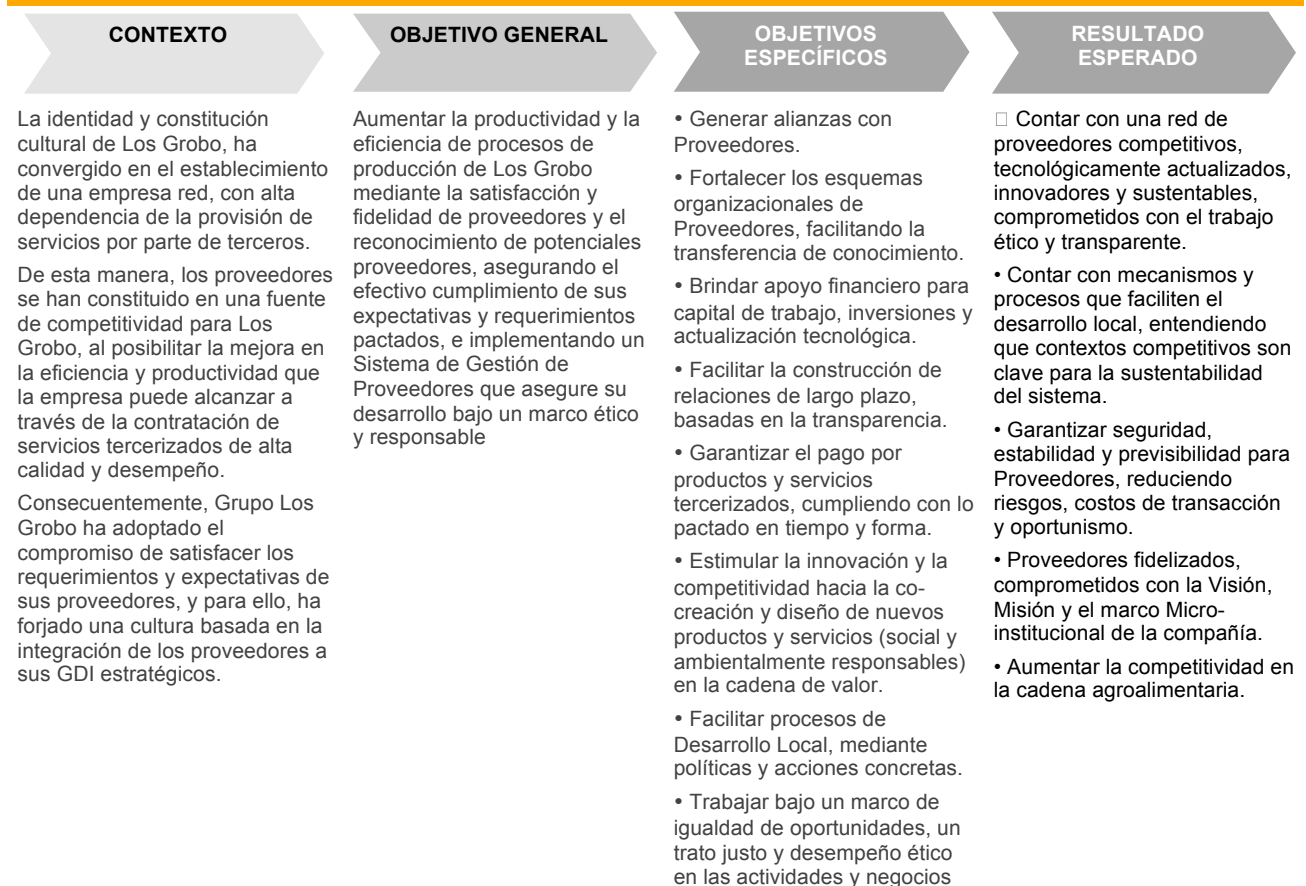 CONTEXTO
La identidad y constitución
cultural de Los Grobo, ha
convergido en el establecimiento
de una empresa red, con alta
dependencia de la provisión de
servicios por parte de terceros.
De esta manera, los proveedores
se han constituido en una fuente
de competitividad para Los
Grobo, al posibilitar la mejora en
la eficiencia y productividad que
la empresa puede alcanzar a
través de la contratación de
servicios tercerizados de alta
calidad y desempeño.
Consecuentemente, Grupo Los
Grobo ha adoptado el
compromiso de satisfacer los
requerimientos y expectativas de
sus proveedores, y para ello, ha
forjado una cultura basada en la
integración de los proveedores a
sus GDI estratégicos.
OBJETIVO GENERAL
Aumentar la productividad y la
eficiencia de procesos de
producción de Los Grobo
mediante la satisfacción y
fidelidad de proveedores y el
reconocimiento de potenciales
proveedores, asegurando el
efectivo cumplimiento de sus
expectativas y requerimientos
pactados, e implementando un
Sistema de Gestión de
Proveedores que asegure su
desarrollo bajo un marco ético
y responsable
OBJETIVOS
ESPECÍFICOS
• Generar alianzas con
Proveedores.
• Fortalecer los esquemas
organizacionales de
Proveedores, facilitando la
transferencia de conocimiento.
• Brindar apoyo financiero para
capital de trabajo, inversiones y
actualización tecnológica.
• Facilitar la construcción de
relaciones de largo plazo,
basadas en la transparencia.
• Garantizar el pago por
productos y servicios
tercerizados, cumpliendo con lo
pactado en tiempo y forma.
• Estimular la innovación y la
competitividad hacia la co-
creación y diseño de nuevos
productos y servicios (social y
ambientalmente responsables)
en la cadena de valor.
• Facilitar procesos de
Desarrollo Local, mediante
políticas y acciones concretas.
• Trabajar bajo un marco de
igualdad de oportunidades, un
trato justo y desempeño ético
en las actividades y negocios
RESULTADO
ESPERADO
□ Contar con una red de
proveedores competitivos,
tecnológicamente actualizados,
innovadores y sustentables,
comprometidos con el trabajo
ético y transparente.
• Contar con mecanismos y
procesos que faciliten el
desarrollo local, entendiendo
que contextos competitivos son
clave para la sustentabilidad
del sistema.
• Garantizar seguridad,
estabilidad y previsibilidad para
Proveedores, reduciendo
riesgos, costos de transacción
y oportunismo.
• Proveedores fidelizados,
comprometidos con la Visión,
Misión y el marco Micro-
institucional de la compañía.
• Aumentar la competitividad en
la cadena agroalimentaria.